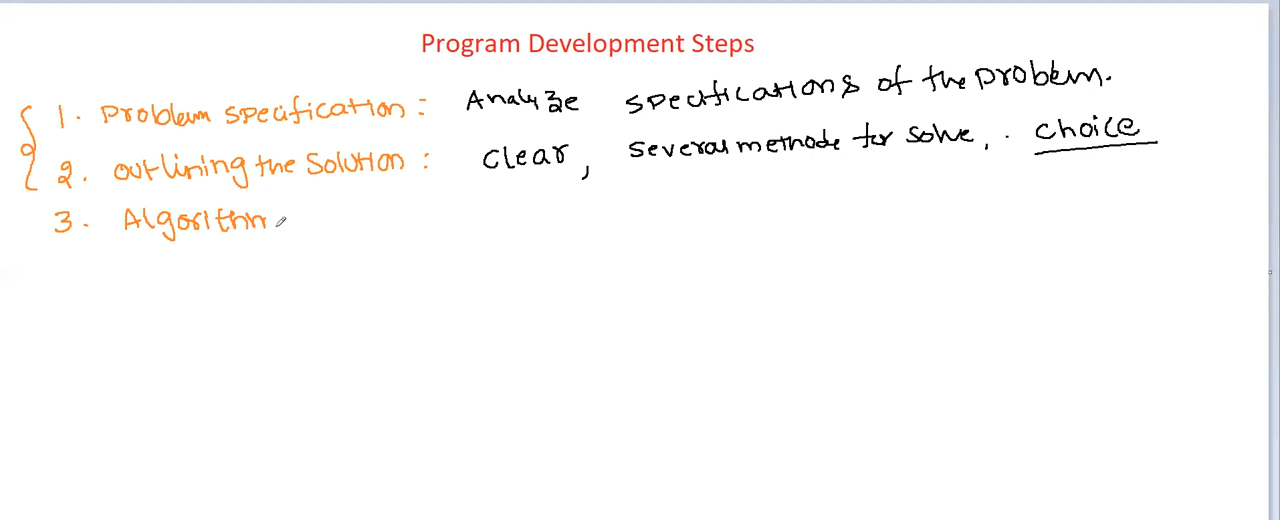 Program Development Steps
1. Problem specification: Analyze specifications of the problem.
2. Outlining the Solution: Clear, several methods for solve, . choice
3. Algorithm